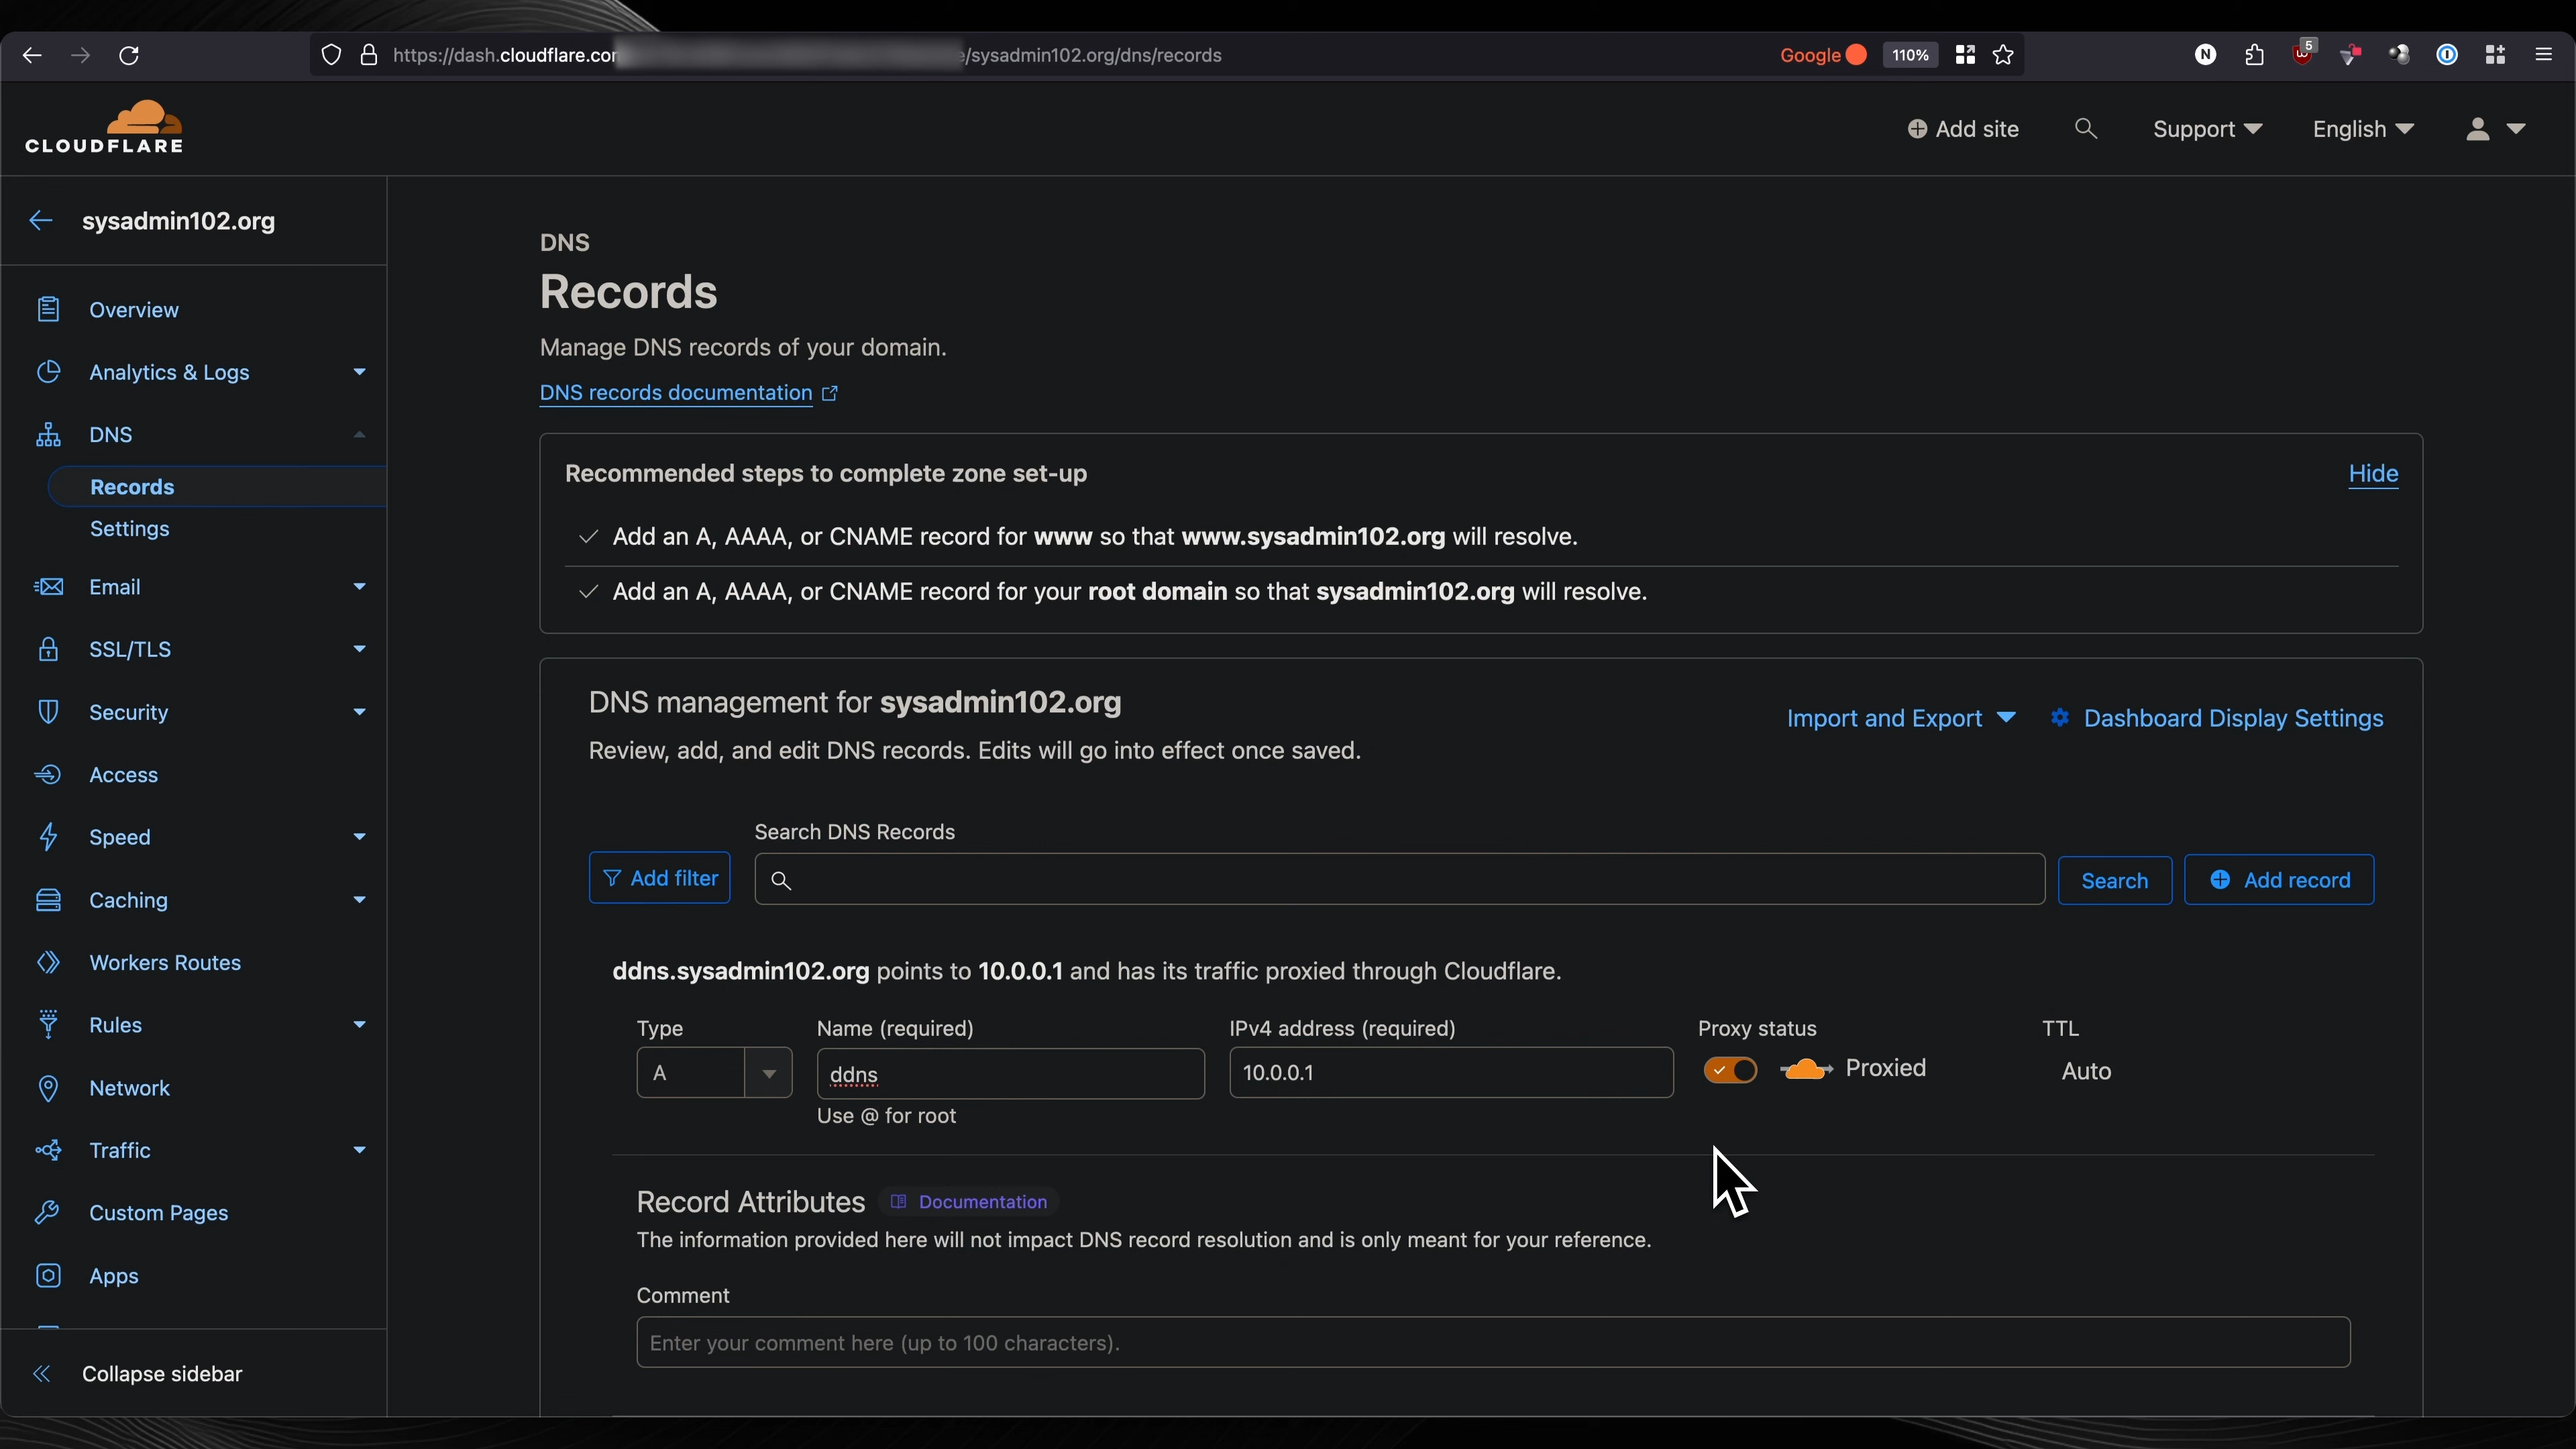 https://dash.cloudflare.com
/sysadmin102.org/dns/records
Google
110%
N
5
CLOUDFLARE
Add site
Support
English
sysadmin102.org
Overview
Analytics & Logs
DNS
Records
Settings
Email
SSL/TLS
Security
Access
Speed
Caching
Workers Routes
Rules
Network
Traffic
Custom Pages
Apps
Collapse sidebar
DNS
Records
Manage DNS records of your domain.
DNS records documentation
Recommended steps to complete zone set-up
Hide
Add an A, AAAA, or CNAME record for www so that www.sysadmin102.org will resolve.
Add an A, AAAA, or CNAME record for your root domain so that sysadmin102.org will resolve.
DNS management for sysadmin102.org
Review, add, and edit DNS records. Edits will go into effect once saved.
Import and Export
Dashboard Display Settings
Search DNS Records
Add filter
Search
Add record
ddns.sysadmin102.org points to 10.0.0.1 and has its traffic proxied through Cloudflare.
Type
Name (required)
IPv4 address (required)
Proxy status
TTL
A
ddns
10.0.0.1
Proxied
Auto
Use @ for root
Record Attributes
Documentation
The information provided here will not impact DNS record resolution and is only meant for your reference.
Comment
Enter your comment here (up to 100 characters).